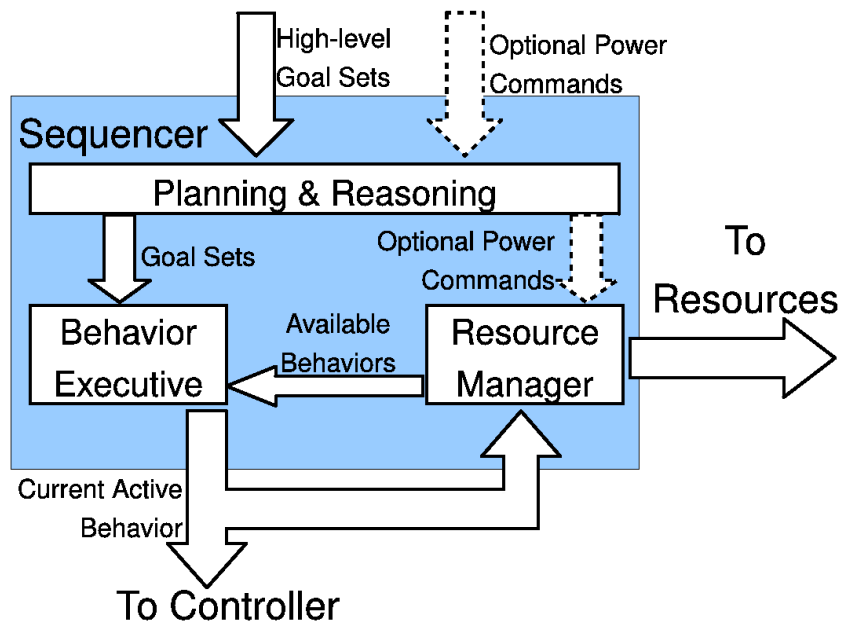 High-level
Goal Sets
Optional Power
Commands
Sequencer
Planning & Reasoning
Goal Sets
Optional Power
Commands
To
Resources
Behavior
Executive
Available
Behaviors
Resource
Manager
Current Active
Behavior
To Controller